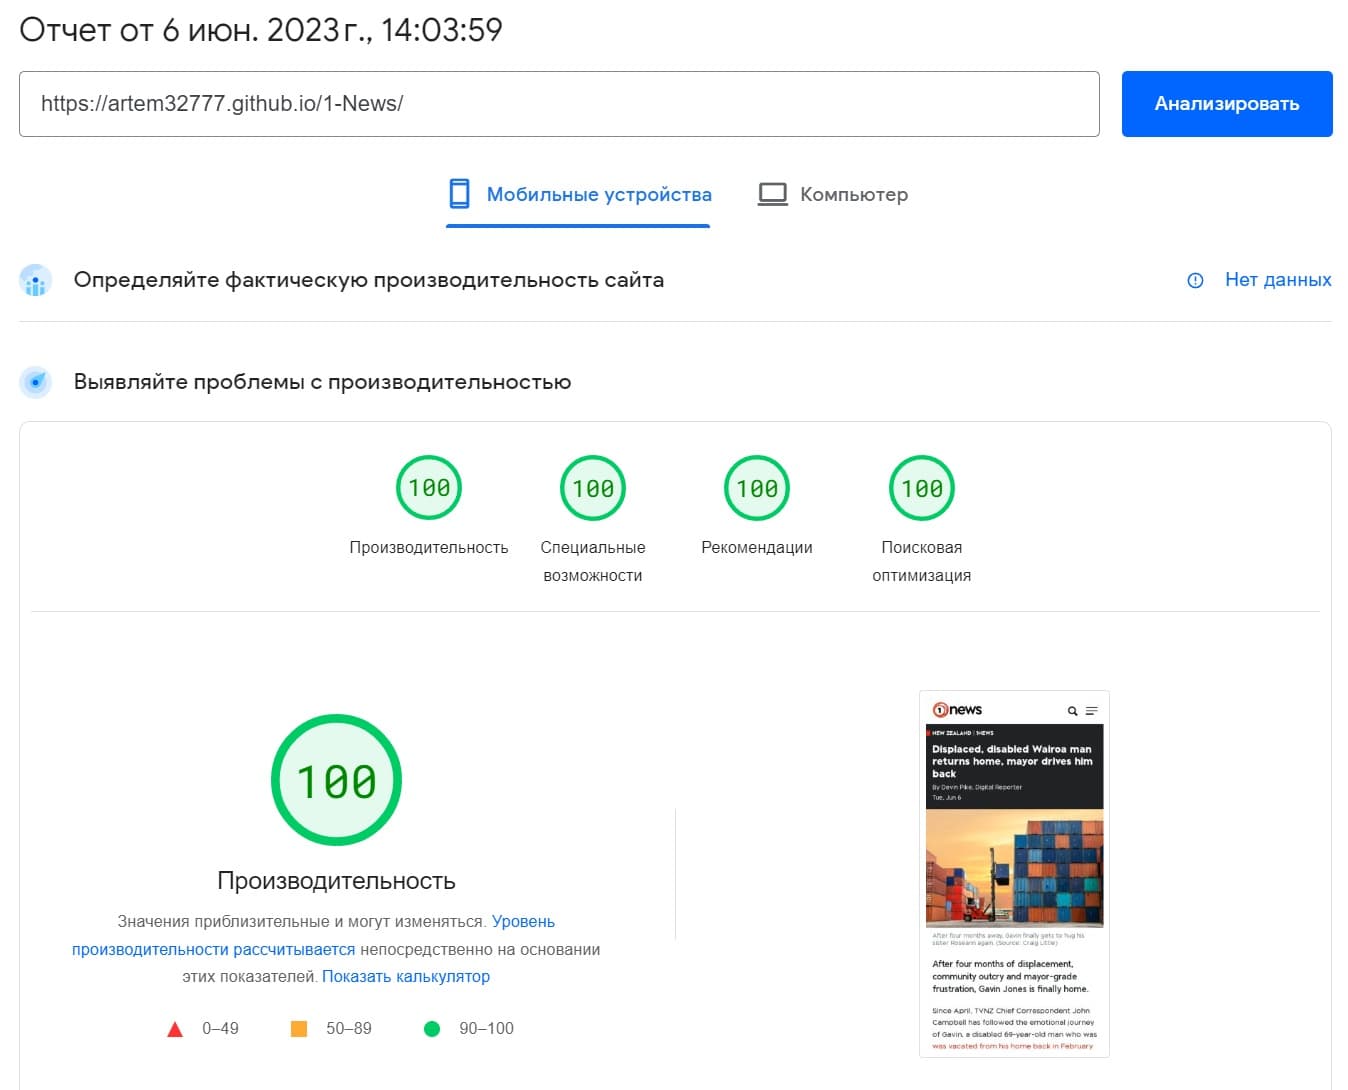 Отчет от 6 июн. 2023 г., 14:03:59
https://artem32777.github.io/1-News/
Анализировать
Мобильные устройства
Компьютер
Определяйте фактическую производительность сайта
Нет данных
Выявляйте проблемы с производительностью
100
100
100
100
Производительность
Специальные
возможности
Рекомендации
Поисковая
оптимизация
100
Производительность
Значения приблизительные и могут изменяться. Уровень
производительности рассчитывается непосредственно на основании
этих показателей. Показать калькулятор
0–49
50–89
90–100
1news
NEW ZEALAND | 1NEWS
Displaced, disabled Wairoa man
returns home, mayor drives him
back
By Devin Pike, Digital Reporter
Tue, Jun 6
After four months away, Gavin finally gets to hug his
sister Roseann again. (Source: Craig Little)
After four months of displacement,
community outcry and mayor-grade
frustration, Gavin Jones is finally home.
Since April, TVNZ Chief Correspondent John
Campbell has followed the emotional journey
of Gavin, a disabled 69-year-old man who was
was vacated from his home back in February